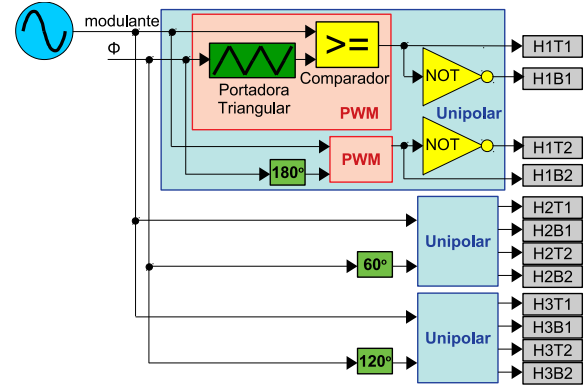 modulante
Φ
>=
Comparador
Portadora
Triangular
PWM
NOT
Unipolar
H1T1
H1B1
180º
PWM
NOT
H1T2
H1B2
60º
Unipolar
H2T1
H2B1
H2T2
H2B2
120º
Unipolar
H3T1
H3B1
H3T2
H3B2